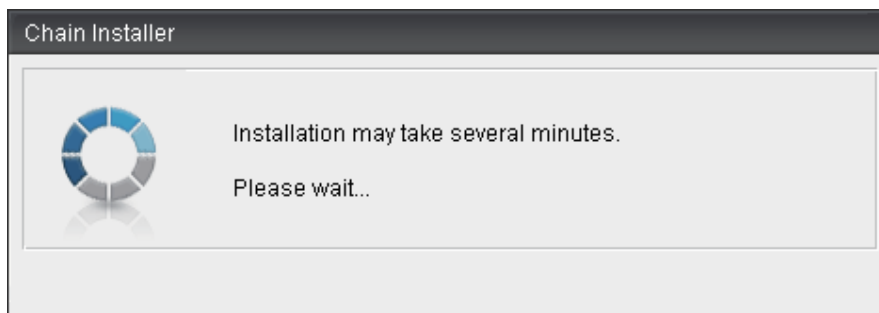 Chain Installer
Installation may take several minutes.
Please wait...